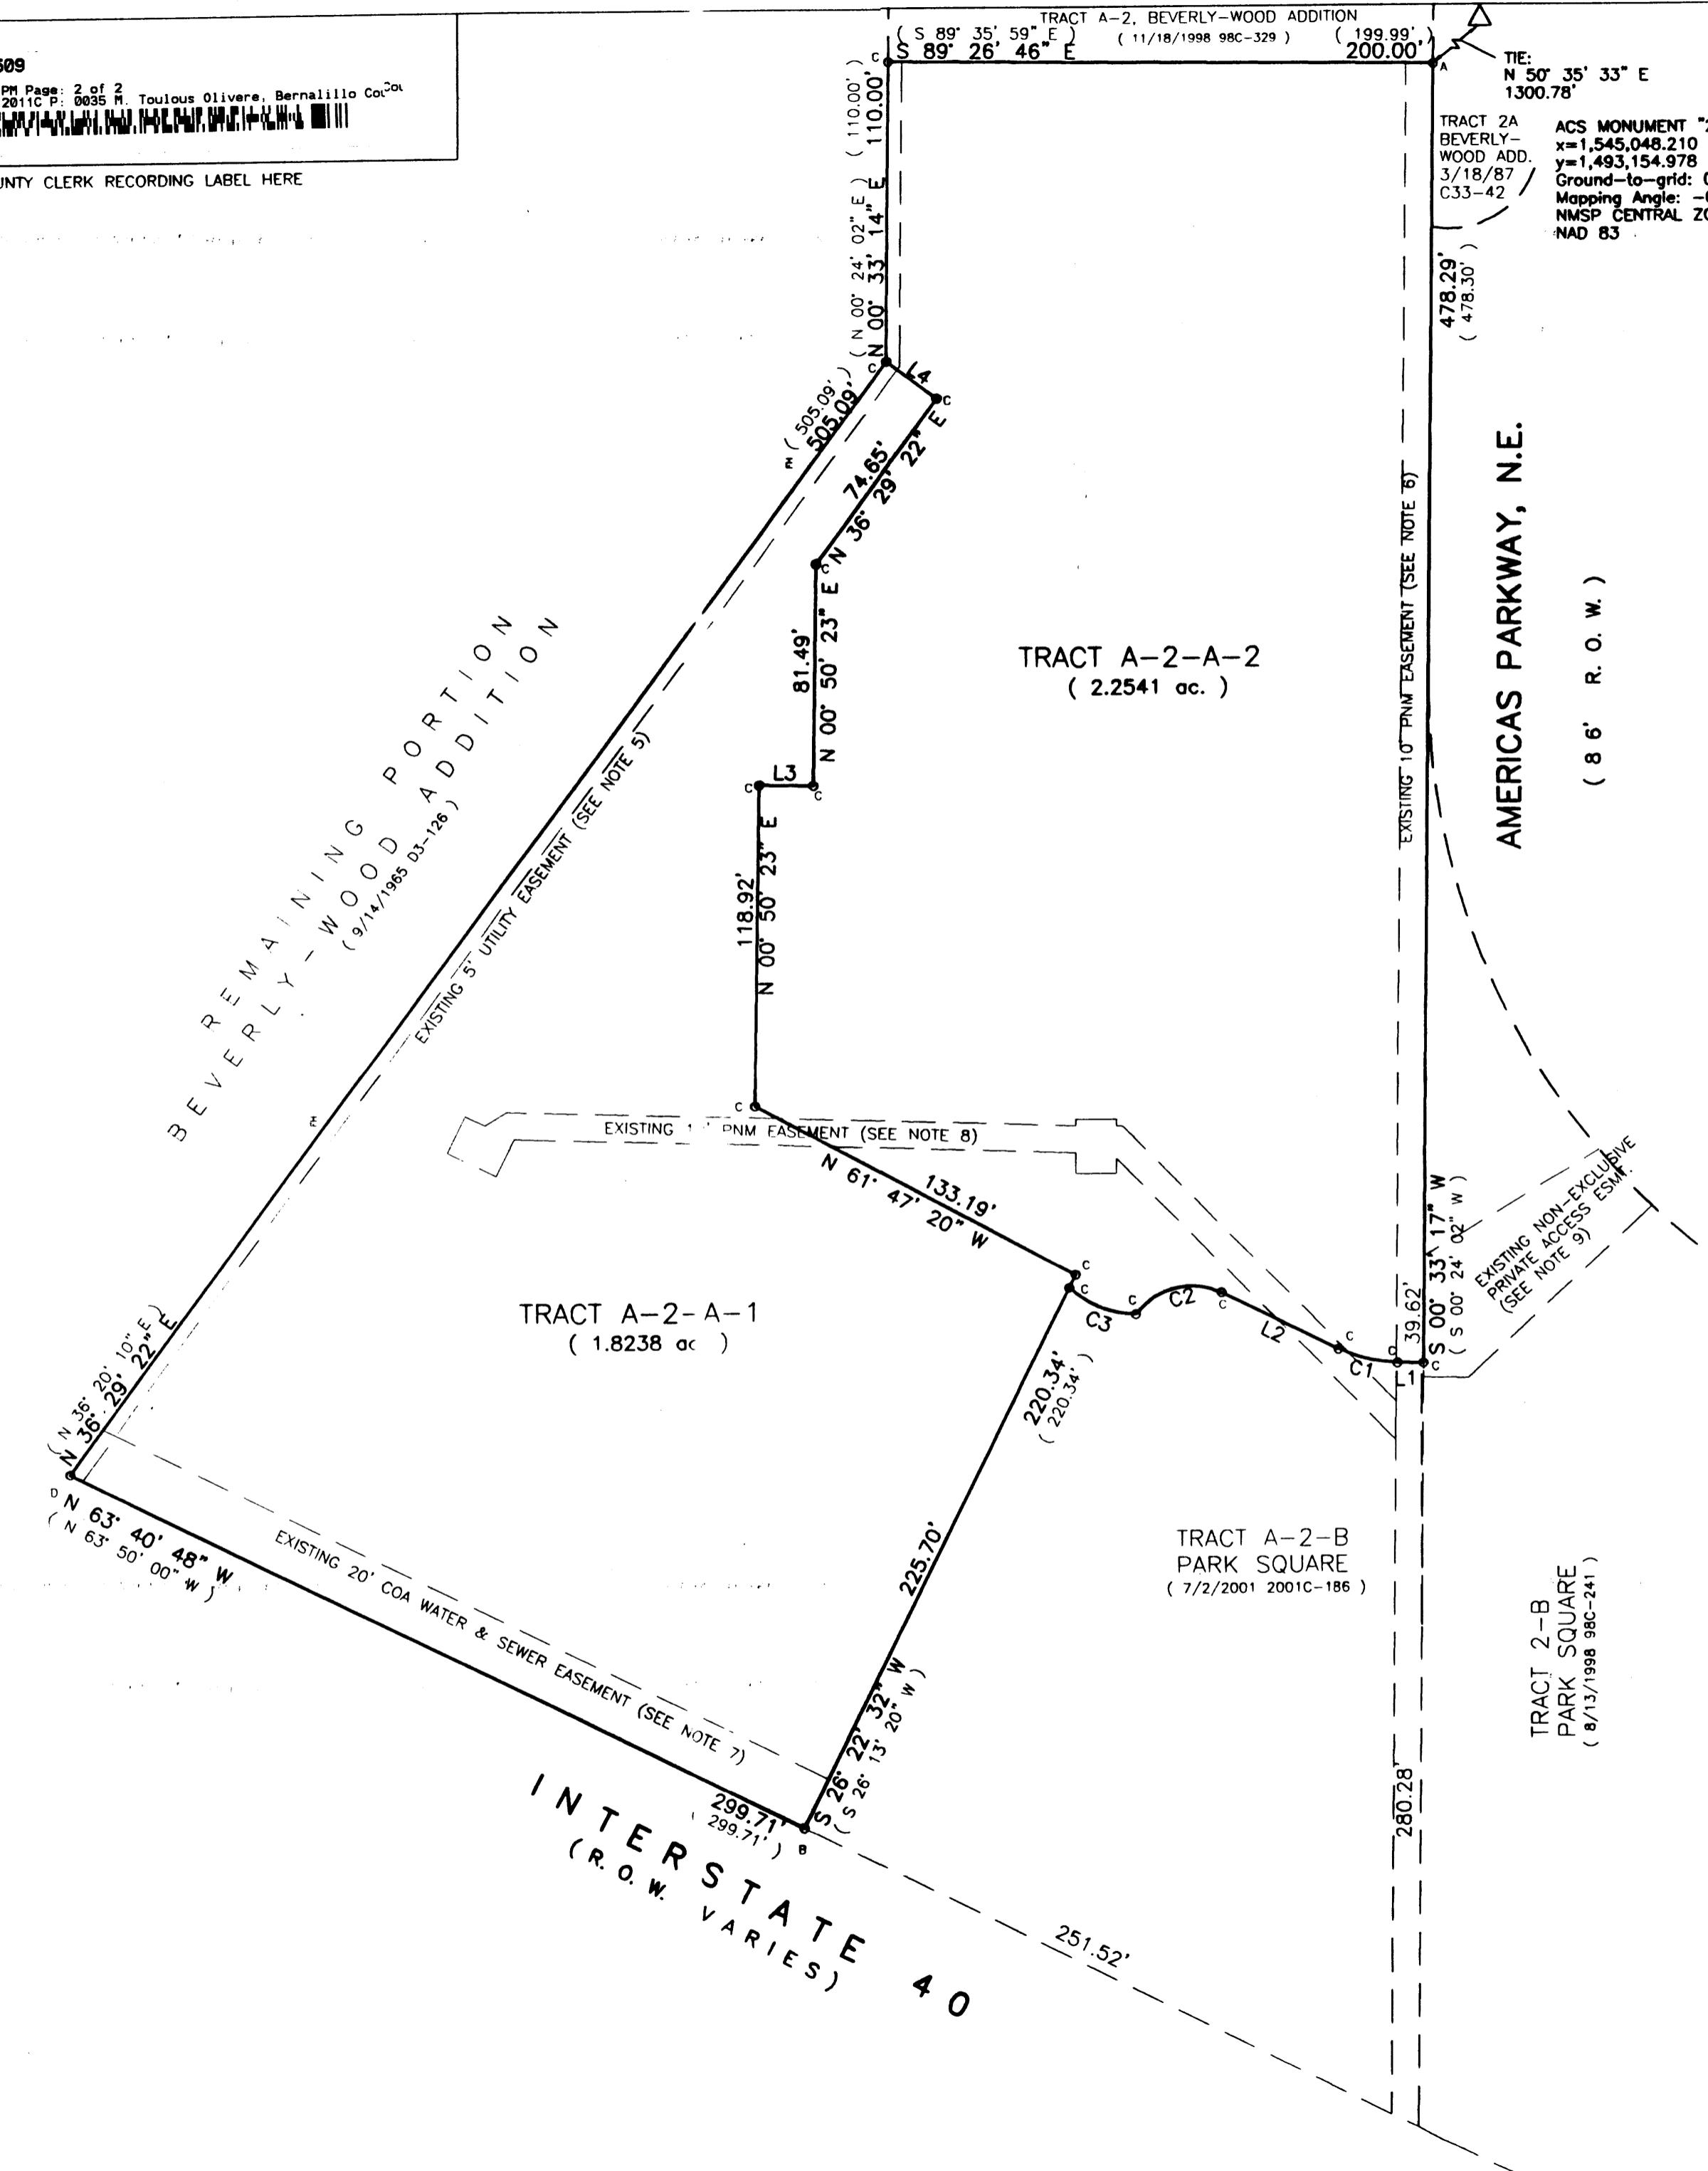 609
PM Page: 2 of 2
2011C P: 0035 M. Toulous Olivere, Bernalillo Cou
UNTY CLERK RECORDING LABEL HERE
TRACT A-2, BEVERLY-WOOD ADDITION
( S 89° 35' 59" E )
( 11/18/1998 98C-329 )
( 199.99' )
S 89° 26' 46" E
200.00'
C
A
TIE:
N 50° 35' 33" E
1300.78'
TRACT 2A
BEVERLY-
WOOD ADD.
3/18/87
C33-42
ACS MONUMENT "2
x=1,545,048.210
y=1,493,154.978
Ground-to-grid: 0
Mapping Angle: -0
NMSP CENTRAL ZO
NAD 83
( 110.00' )
110.00'
( N 00° 24' 02" E )
N 00° 33' 14" E
478.29'
( 478.30' )
C
L4
C
( 505.09' )
505.09'
74.65'
N 36° 29' 22" E
C
81.49'
N 00° 50' 23" E
L3
C
C
118.92'
N 00° 50' 23" E
C
TRACT A-2-A-2
( 2.2541 ac. )
EXISTING 10' PNM EASEMENT (SEE NOTE 6)
AMERICAS PARKWAY, N.E.
( 86' R. O. W. )
REMAINING PORTION
BEVERLY-WOOD ADDITION
( 9/14/1965 D3-126 )
EXISTING 5' UTILITY EASEMENT (SEE NOTE 5)
EXISTING 1 ' PNM EASEMENT (SEE NOTE 8)
133.19'
N 61° 47' 20" W
C
C
C3
C
C2
C
L2
C
C1
C
L1
C
39.62'
S 00° 33' 17" W
( S 00° 24' 02" W )
EXISTING NON-EXCLUSIVE
PRIVATE ACCESS ESMT.
(SEE NOTE 9)
TRACT A-2-A-1
( 1.8238 ac )
( N 36° 20' 10" E )
N 36° 29' 22" E
D
N 63° 40' 48" W
( N 63° 50' 00" W )
EXISTING 20' COA WATER & SEWER EASEMENT (SEE NOTE 7)
220.34'
( 220.34' )
225.70'
S 26° 22' 32" W
( S 26° 13' 20" W )
299.71'
( 299.71' )
B
TRACT A-2-B
PARK SQUARE
( 7/2/2001 2001C-186 )
TRACT 2-B
PARK SQUARE
( 8/13/1998 98C-241 )
280.28'
INTERSTATE 40
(R. O. W. VARIES)
251.52'